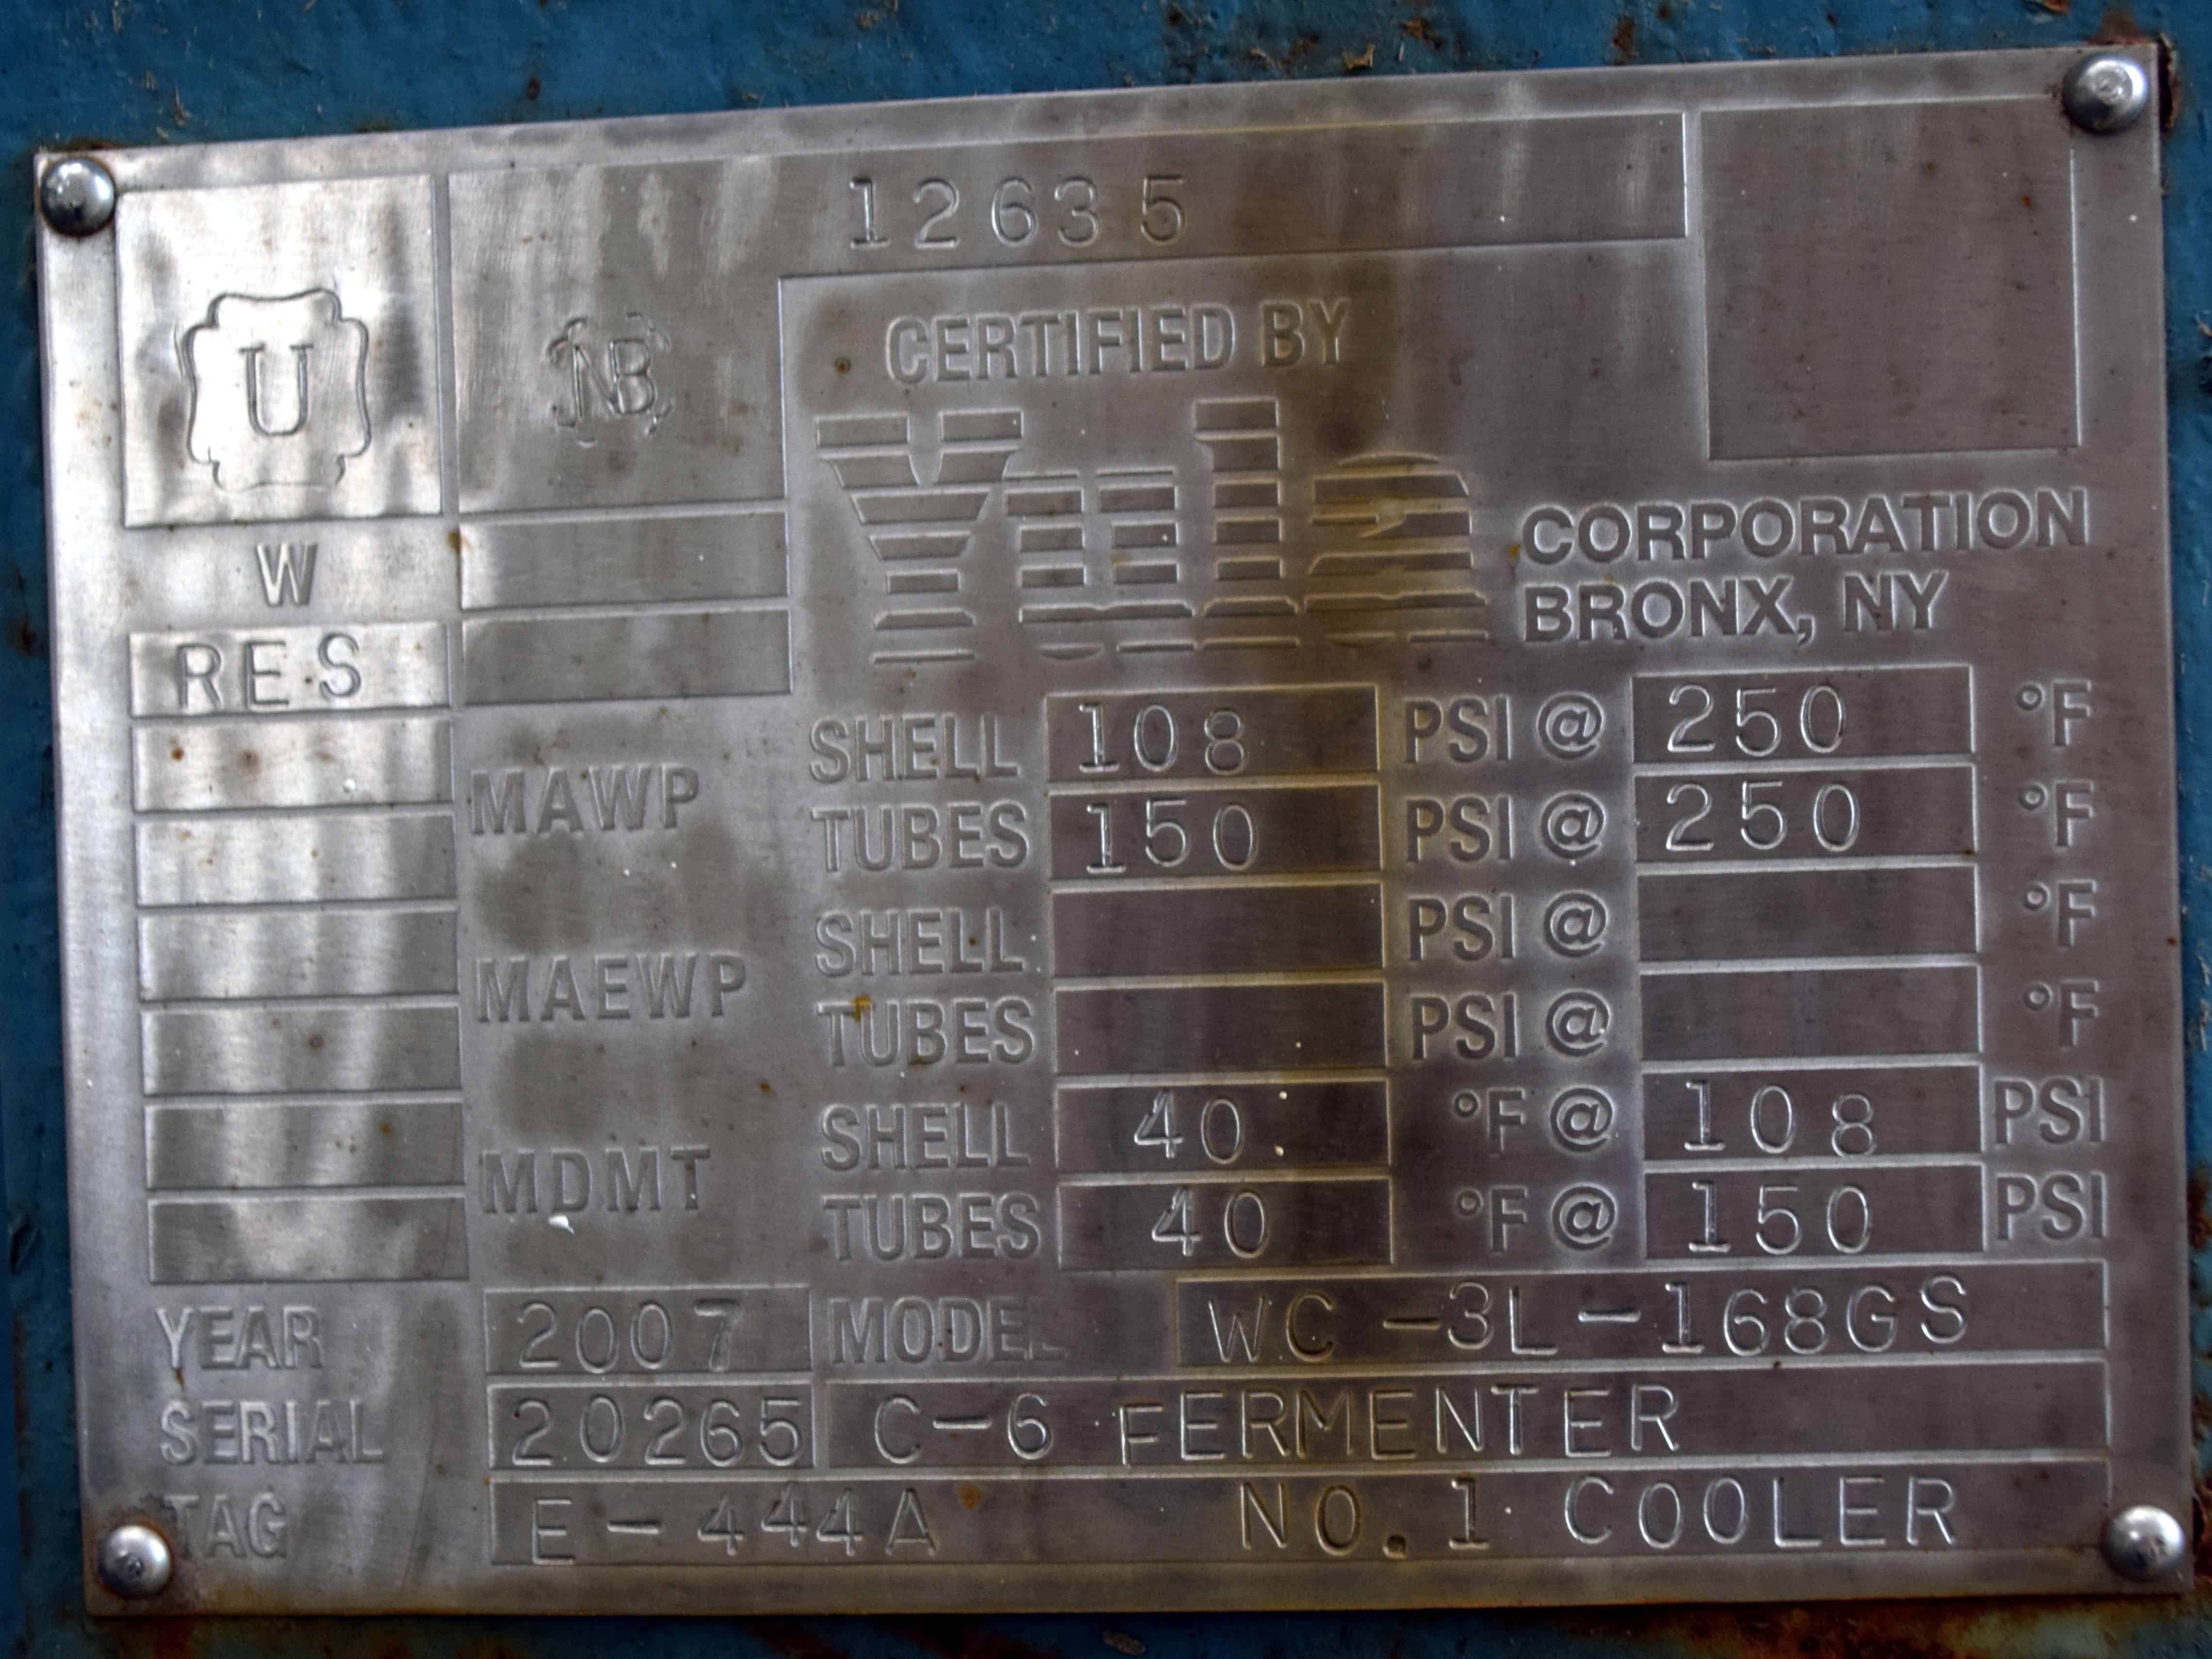 12635
U
NB
CERTIFIED BY
Yula CORPORATION
BRONX, NY
W
RES
MAWP
SHELL 108 PSI @ 250 °F
TUBES 150 PSI @ 250 °F
MAEWP
SHELL PSI @ °F
TUBES PSI @ °F
MDMT
SHELL 40 °F @ 108 PSI
TUBES 40 °F @ 150 PSI
YEAR 2007 MODEL WC-3L-168GS
SERIAL 20265 C-6 FERMENTER
TAG E-444A NO.1 COOLER